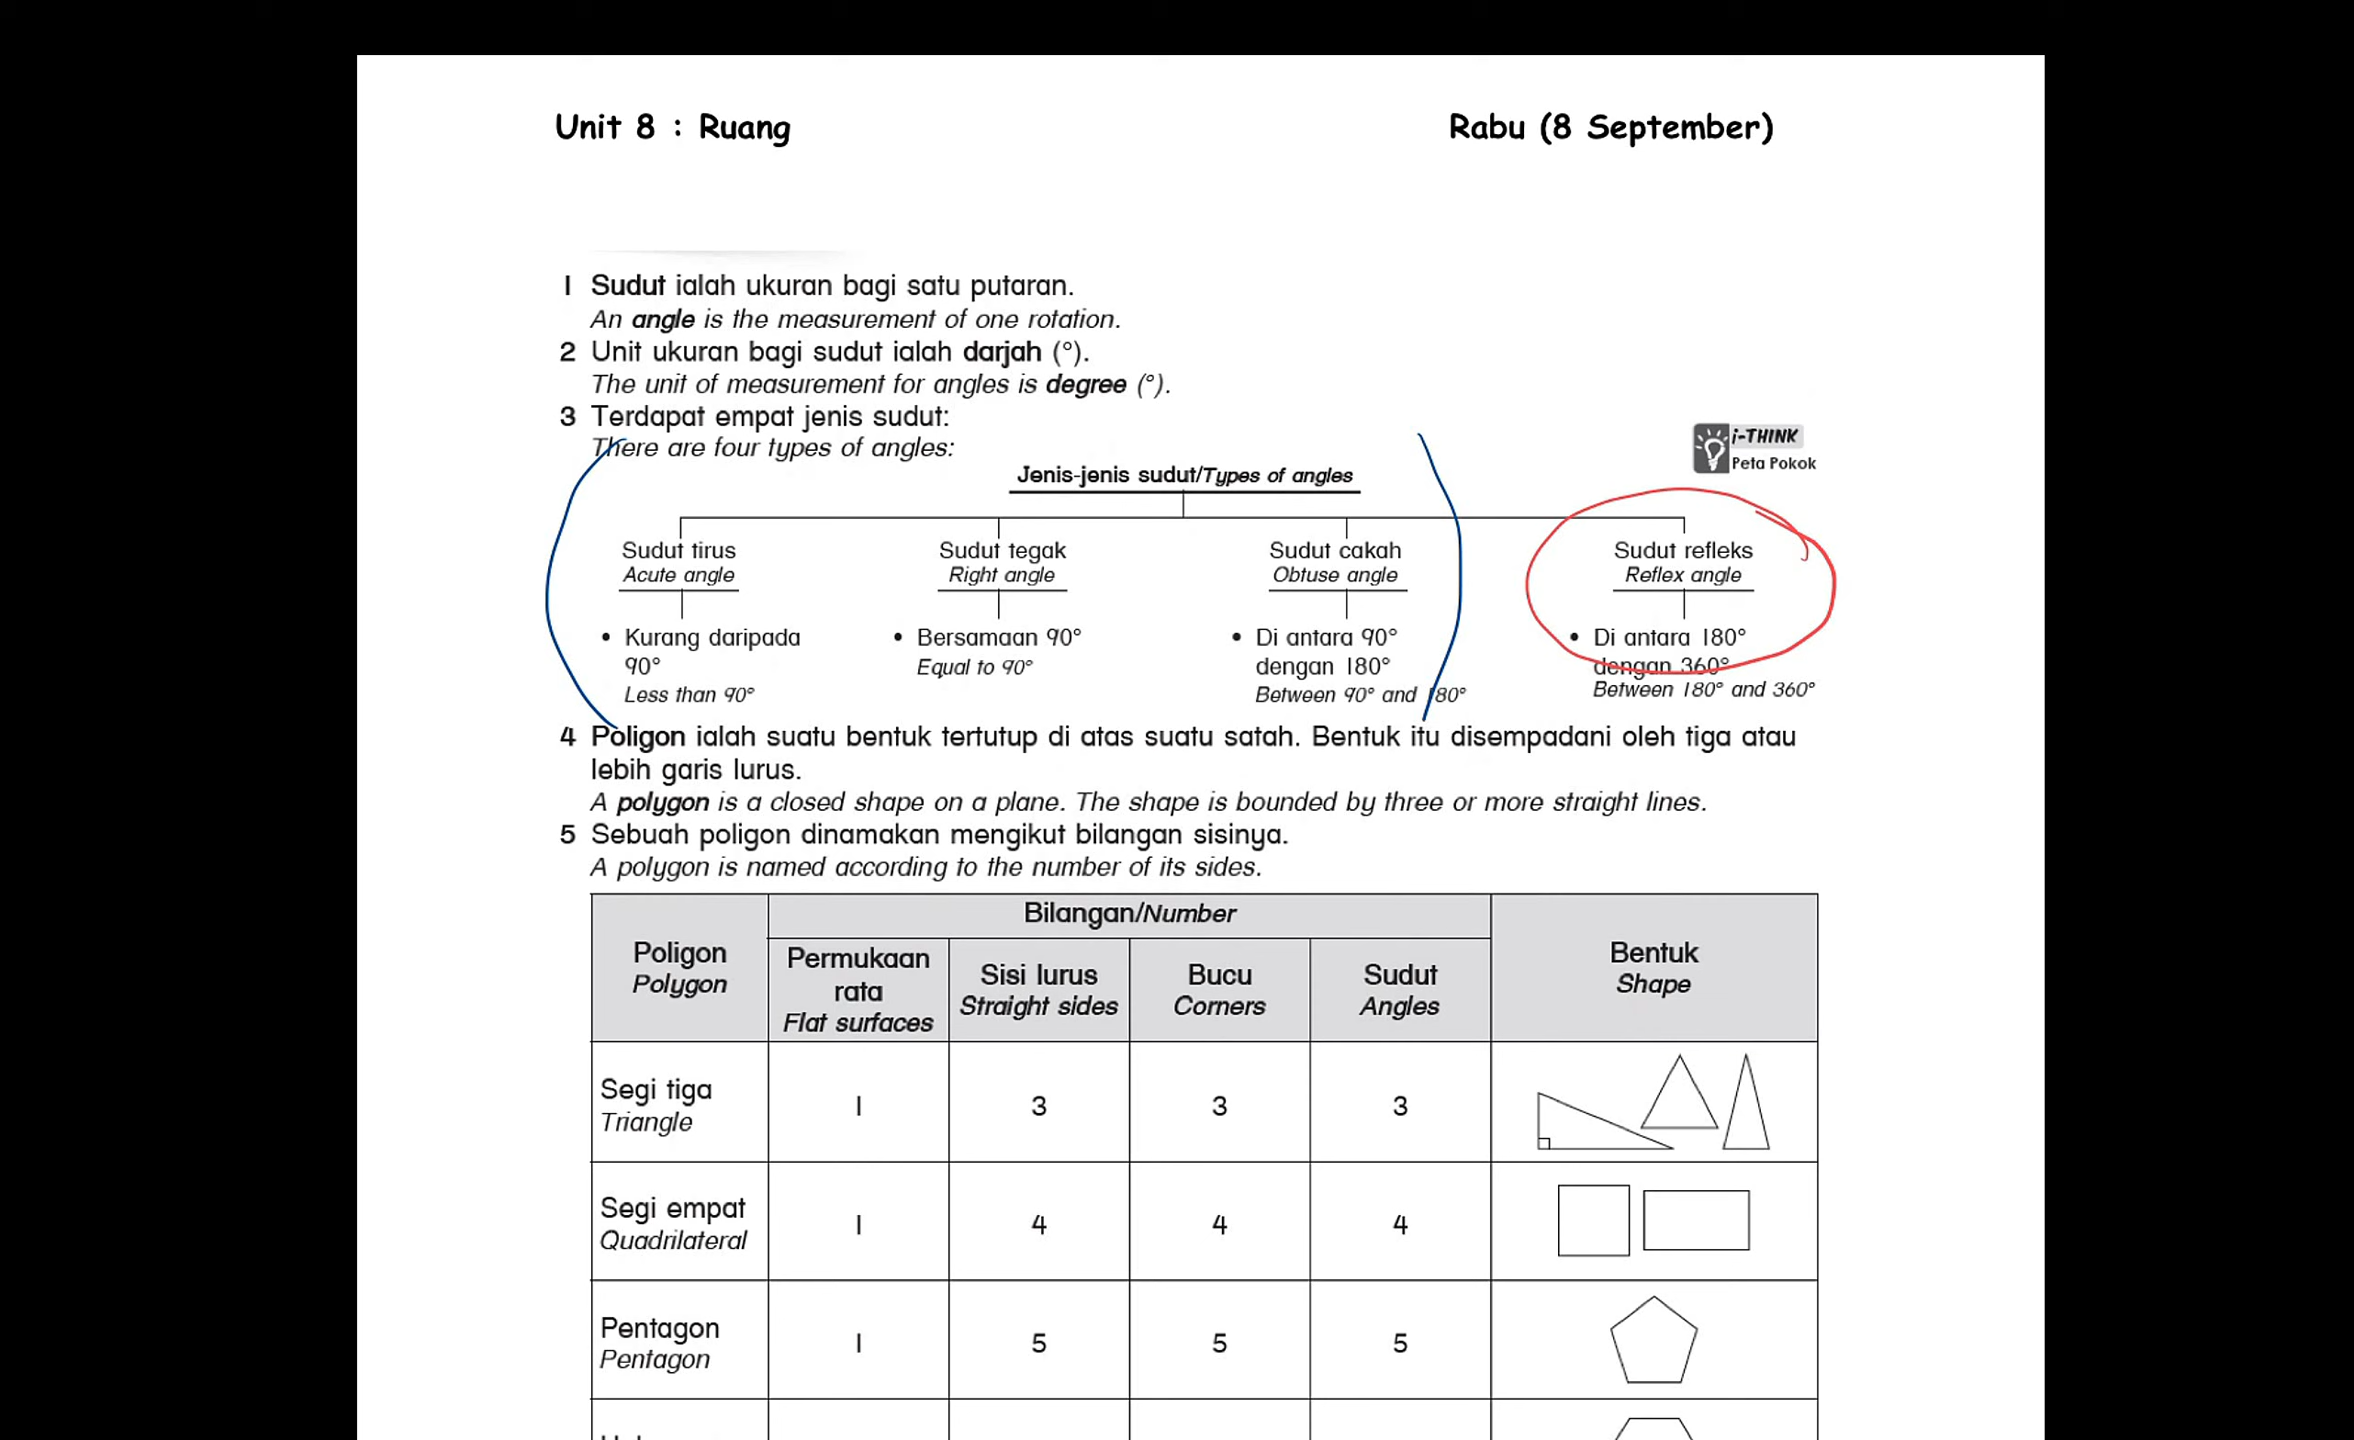 Unit 8 : Ruang
Rabu (8 September)
1 Sudut ialah ukuran bagi satu putaran.
An angle is the measurement of one rotation.
2 Unit ukuran bagi sudut ialah darjah (°).
The unit of measurement for angles is degree (°).
3 Terdapat empat jenis sudut:
There are four types of angles:
i-THINK
Peta Pokok
Jenis-jenis sudut/Types of angles
Sudut tirus
Acute angle
• Kurang daripada
90°
Less than 90°
Sudut tegak
Right angle
• Bersamaan 90°
Equal to 90°
Sudut cakah
Obtuse angle
• Di antara 90°
dengan 180°
Between 90° and 180°
Sudut refleks
Reflex angle
• Di antara 180°
dengan 360°
Between 180° and 360°
4 Poligon ialah suatu bentuk tertutup di atas suatu satah. Bentuk itu disempadani oleh tiga atau
lebih garis lurus.
A polygon is a closed shape on a plane. The shape is bounded by three or more straight lines.
5 Sebuah poligon dinamakan mengikut bilangan sisinya.
A polygon is named according to the number of its sides.
Poligon
Polygon
Bilangan/Number
Permukaan
rata
Flat surfaces
Sisi lurus
Straight sides
Bucu
Corners
Sudut
Angles
Bentuk
Shape
Segi tiga
Triangle
1
3
3
3
Segi empat
Quadrilateral
1
4
4
4
Pentagon
Pentagon
1
5
5
5